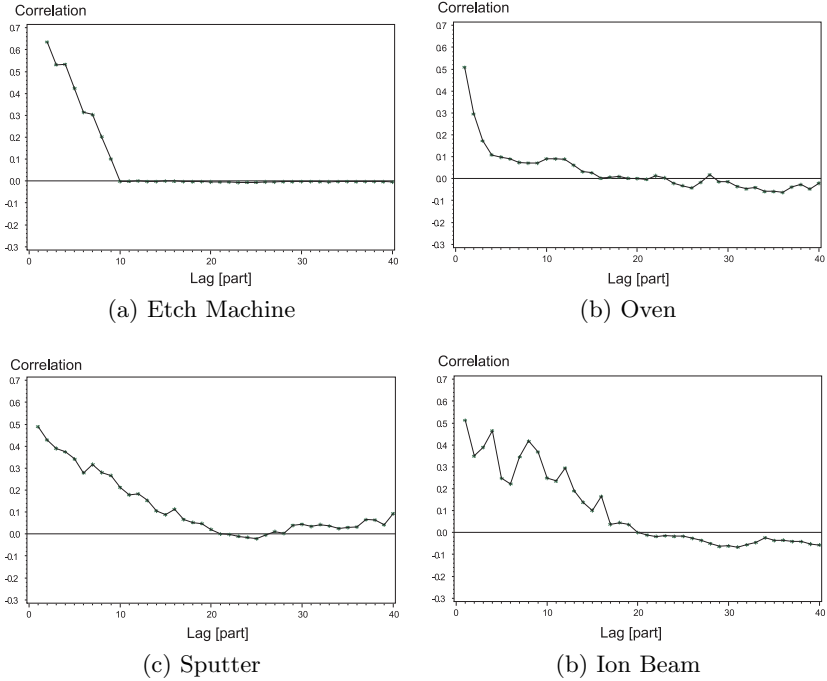 Correlation
0.7
0.6
0.5
0.4
0.3
0.2
0.1
0.0
-0.1
-0.2
-0.3
0 10 20 30 40
Lag [part]
(a) Etch Machine
Correlation
0.7
0.6
0.5
0.4
0.3
0.2
0.1
0.0
-0.1
-0.2
-0.3
0 10 20 30 40
Lag [part]
(b) Oven
Correlation
0.7
0.6
0.5
0.4
0.3
0.2
0.1
0.0
-0.1
-0.2
-0.3
0 10 20 30 40
Lag [part]
(c) Sputter
Correlation
0.7
0.6
0.5
0.4
0.3
0.2
0.1
0.0
-0.1
-0.2
-0.3
0 10 20 30 40
Lag [part]
(b) Ion Beam